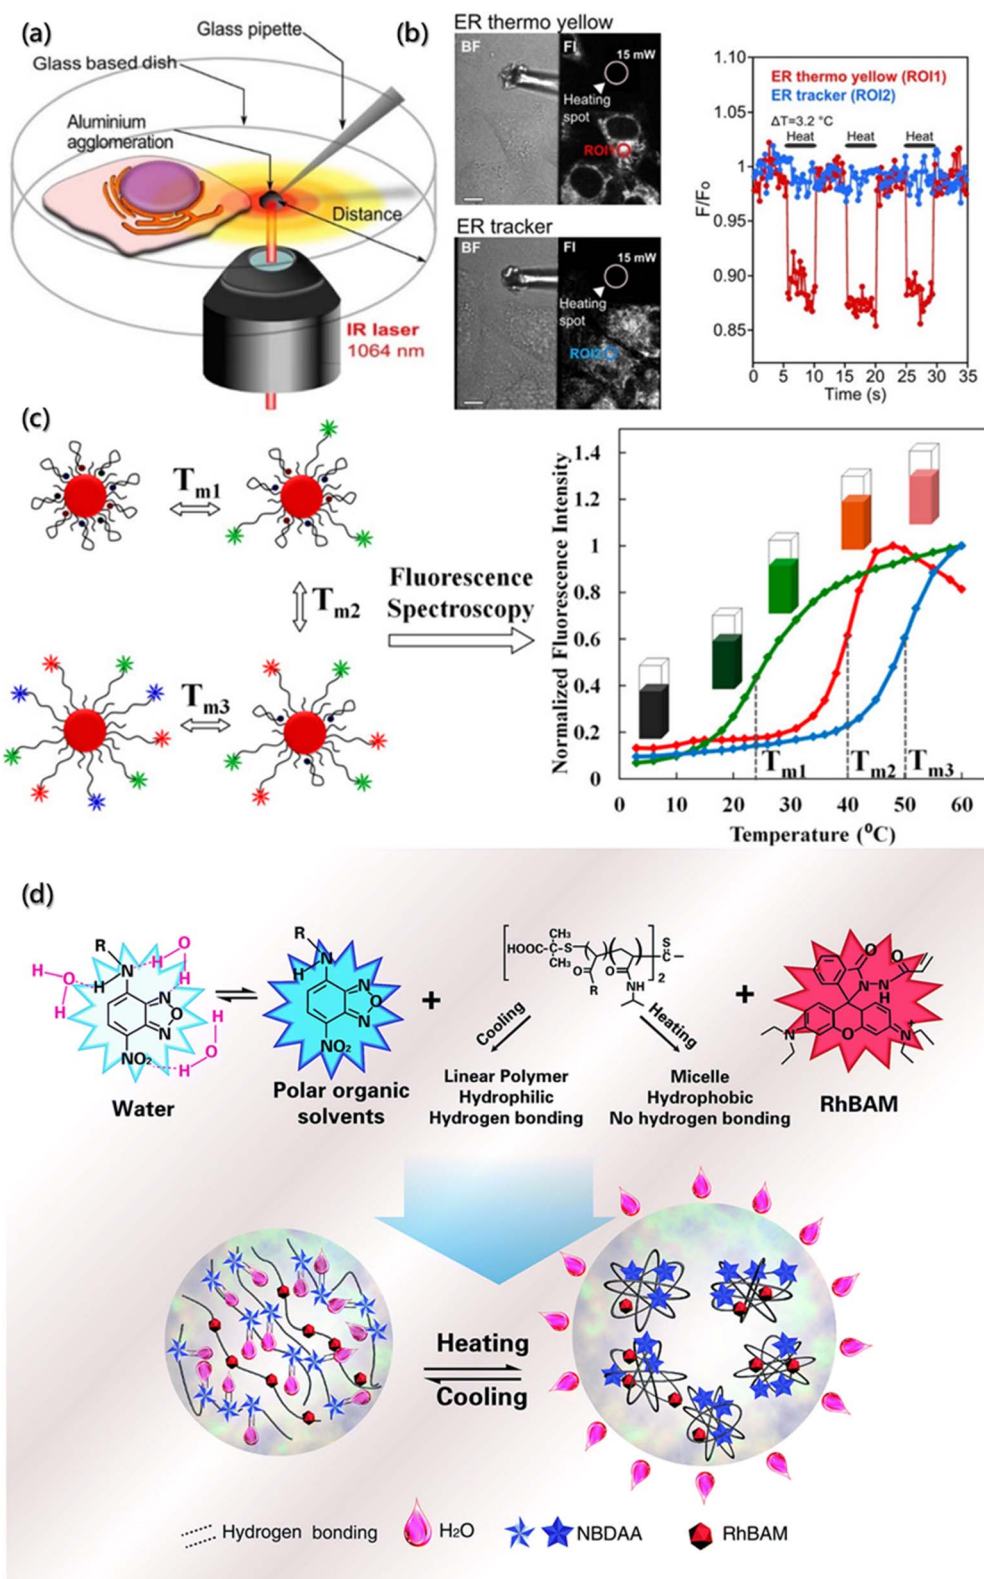 (a)
Glass pipette
Glass based dish
Aluminium
agglomeration
Distance
IR laser
1064 nm
(b)
ER thermo yellow
BF
FI
15 mW
Heating
spot
ROI1
ER tracker
BF
FI
15 mW
Heating
spot
ROI2
1.10
1.05
1
0.95
0.90
0.85
F/F₀
ER thermo yellow (ROI1)
ER tracker (ROI2)
ΔT=3.2 °C
Heat Heat Heat
0 5 10 15 20 25 30 35
Time (s)
(c)
Tm1
Tm2
Tm3
Fluorescence
Spectroscopy
Normalized Fluorescence Intensity
1.4
1.2
1
0.8
0.6
0.4
0.2
0
Tm1 Tm2 Tm3
0 10 20 30 40 50 60
Temperature (⁰C)
(d)
R
H O
N H
H H
O H
H
N
O
N
H
O
NO₂ H
Water
R
N
H
N
O
N
NO₂
Polar organic
solvents
+
CH₃ S
HOOC-C-S C
CH₃
O O 2
R NH
Cooling
Heating
Linear Polymer
Hydrophilic
Hydrogen bonding
Micelle
Hydrophobic
No hydrogen bonding
+
O O
N-N
H
N O N⁺
RhBAM
Heating
Cooling
Hydrogen bonding
H₂O
NBDAA
RhBAM